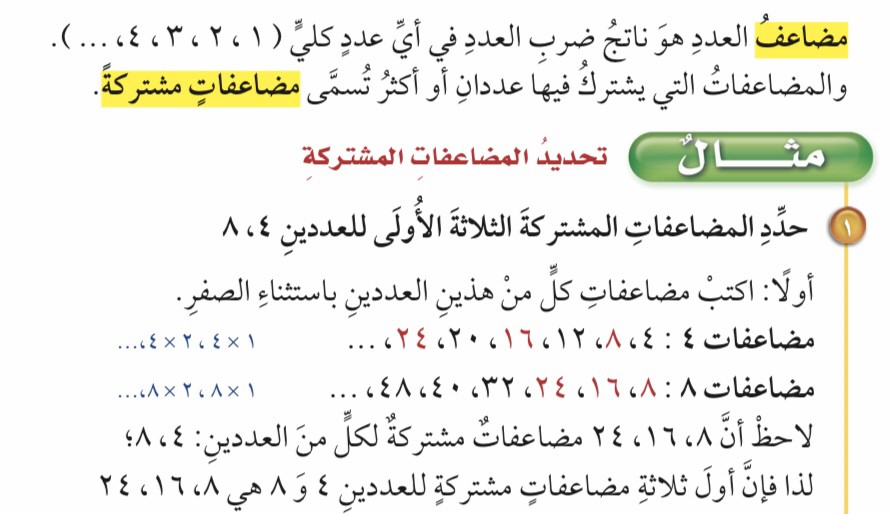 مضاعفُ العددِ هوَ ناتجُ ضربِ العددِ في أيِّ عددٍ كليٍّ ( ١ ، ٢ ، ٣ ، ٤ ، ... ).
والمضاعفاتُ التي يشتركُ فيها عددانِ أو أكثرُ تُسمَّى مضاعفاتٍ مشتركةً.
مثـــالٌ تحديدُ المضاعفاتِ المشتركةِ
١ حدِّدِ المضاعفاتِ المشتركةَ الثلاثةَ الأُولَى للعددينِ ٤، ٨
أولًا: اكتبْ مضاعفاتِ كلٍّ منْ هذينِ العددينِ باستثناءِ الصفرِ.
مضاعفات ٤ : ٤، ٨، ١٢، ١٦، ٢٠، ٢٤، ... ١ × ٤، ٢ × ٤،...
مضاعفات ٨ : ٨، ١٦، ٢٤، ٣٢، ٤٠، ٤٨، ... ١ × ٨، ٢ × ٨،...
لاحظْ أنَّ ٨، ١٦، ٢٤ مضاعفاتٌ مشتركةٌ لكلٍّ منَ العددينِ: ٤، ٨؛
لذا فإنَّ أولَ ثلاثةِ مضاعفاتٍ مشتركةٍ للعددينِ ٤ وَ ٨ هي ٨، ١٦، ٢٤